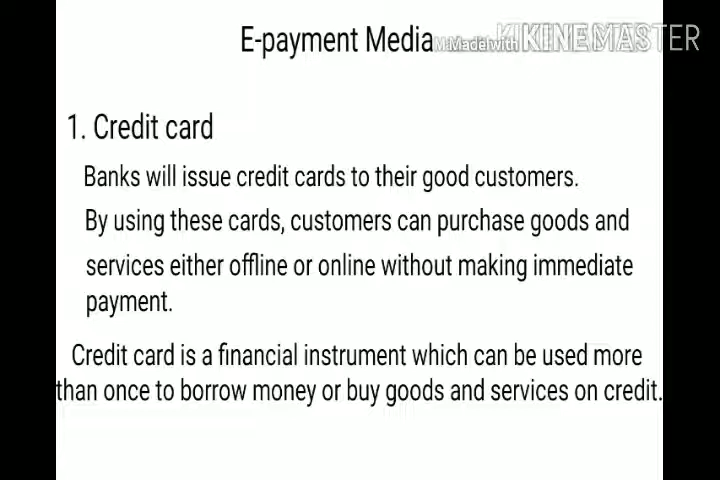 E-payment Media
Made with KINEMASTER
1. Credit card
Banks will issue credit cards to their good customers.
By using these cards, customers can purchase goods and
services either offline or online without making immediate
payment.
Credit card is a financial instrument which can be used more
than once to borrow money or buy goods and services on credit.